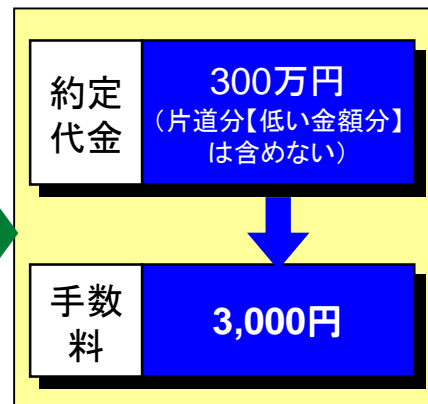 約定
代金
300万円
（片道分【低い金額分】
は含めない）
手数
料
3,000円